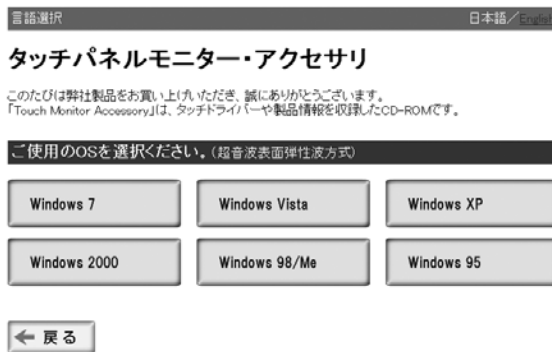 言語選択 日本語／English
タッチパネルモニター・アクセサリ
このたびは弊社製品をお買い上げいただき、誠にありがとうございます。
「Touch Monitor Accessory」は、タッチドライバーや製品情報を収録したCD-ROMです。
ご使用のOSを選択ください。(超音波表面弾性波方式)
Windows 7 Windows Vista Windows XP
Windows 2000 Windows 98/Me Windows 95
戻る